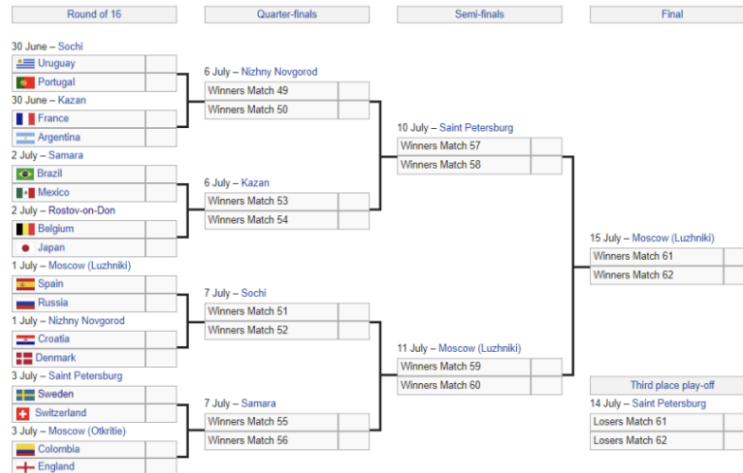 Round of 16
Quarter-finals
Semi-finals
Final
30 June – Sochi
Uruguay
Portugal
30 June – Kazan
France
Argentina
2 July – Samara
Brazil
Mexico
2 July – Rostov-on-Don
Belgium
Japan
1 July – Moscow (Luzhniki)
Spain
Russia
1 July – Nizhny Novgorod
Croatia
Denmark
3 July – Saint Petersburg
Sweden
Switzerland
3 July – Moscow (Otkritie)
Colombia
England
6 July – Nizhny Novgorod
Winners Match 49
Winners Match 50
6 July – Kazan
Winners Match 53
Winners Match 54
7 July – Sochi
Winners Match 51
Winners Match 52
7 July – Samara
Winners Match 55
Winners Match 56
10 July – Saint Petersburg
Winners Match 57
Winners Match 58
11 July – Moscow (Luzhniki)
Winners Match 59
Winners Match 60
15 July – Moscow (Luzhniki)
Winners Match 61
Winners Match 62
Third place play-off
14 July – Saint Petersburg
Losers Match 61
Losers Match 62